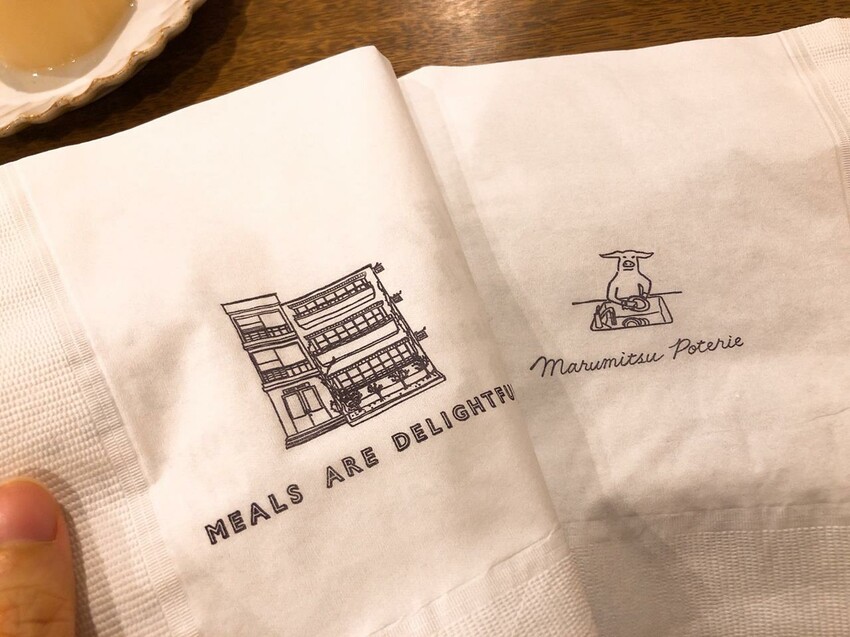 MEALS ARE DELIGHTFU
Marumitsu Poterie